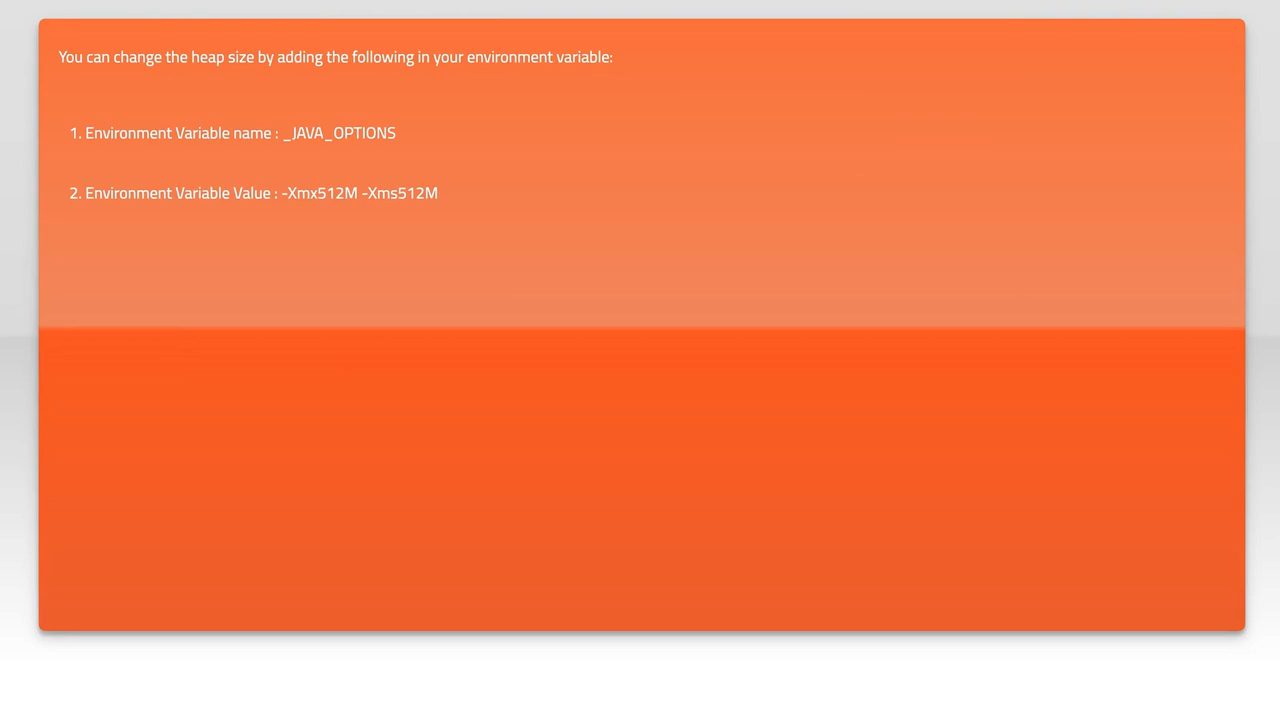 You can change the heap size by adding the following in your environment variable:
1. Environment Variable name : _JAVA_OPTIONS
2. Environment Variable Value : -Xmx512M -Xms512M